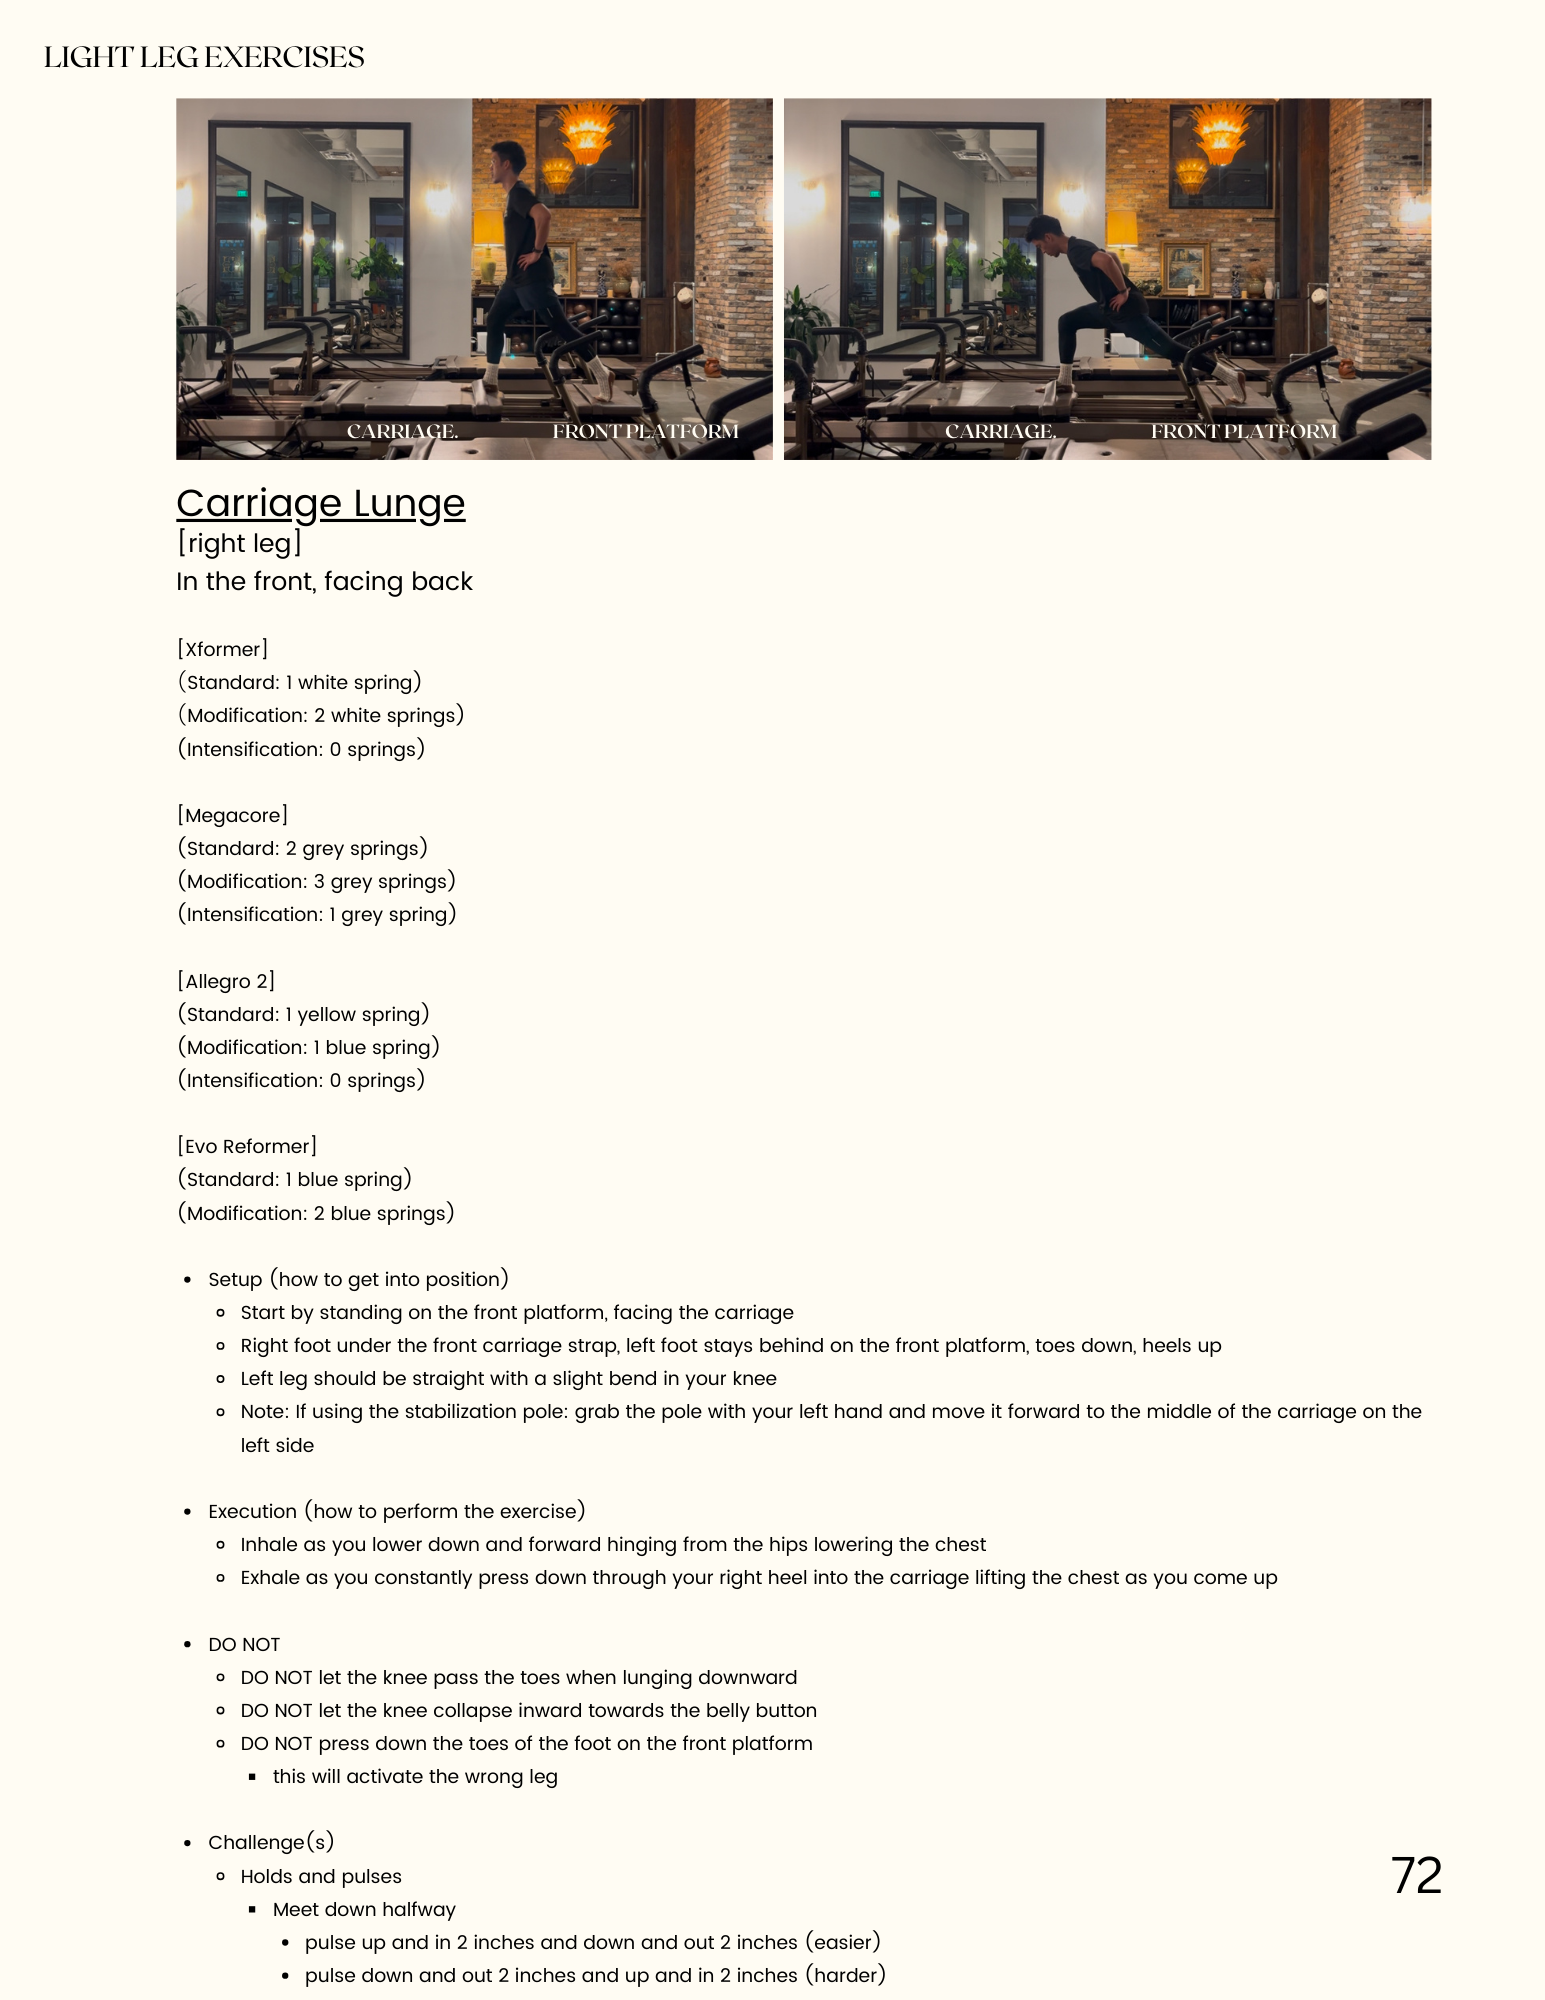 LIGHT LEG EXERCISES
CARRIAGE. FRONT PLATFORM
CARRIAGE. FRONT PLATFORM
Carriage Lunge
[right leg]
In the front, facing back
[Xformer]
(Standard: 1 white spring)
(Modification: 2 white springs)
(Intensification: 0 springs)
[Megacore]
(Standard: 2 grey springs)
(Modification: 3 grey springs)
(Intensification: 1 grey spring)
[Allegro 2]
(Standard: 1 yellow spring)
(Modification: 1 blue spring)
(Intensification: 0 springs)
[Evo Reformer]
(Standard: 1 blue spring)
(Modification: 2 blue springs)
• Setup (how to get into position)
◦ Start by standing on the front platform, facing the carriage
◦ Right foot under the front carriage strap, left foot stays behind on the front platform, toes down, heels up
◦ Left leg should be straight with a slight bend in your knee
◦ Note: If using the stabilization pole: grab the pole with your left hand and move it forward to the middle of the carriage on the
left side
• Execution (how to perform the exercise)
◦ Inhale as you lower down and forward hinging from the hips lowering the chest
◦ Exhale as you constantly press down through your right heel into the carriage lifting the chest as you come up
• DO NOT
◦ DO NOT let the knee pass the toes when lunging downward
◦ DO NOT let the knee collapse inward towards the belly button
◦ DO NOT press down the toes of the foot on the front platform
▪ this will activate the wrong leg
• Challenge(s)
◦ Holds and pulses
▪ Meet down halfway
• pulse up and in 2 inches and down and out 2 inches (easier)
• pulse down and out 2 inches and up and in 2 inches (harder)
72